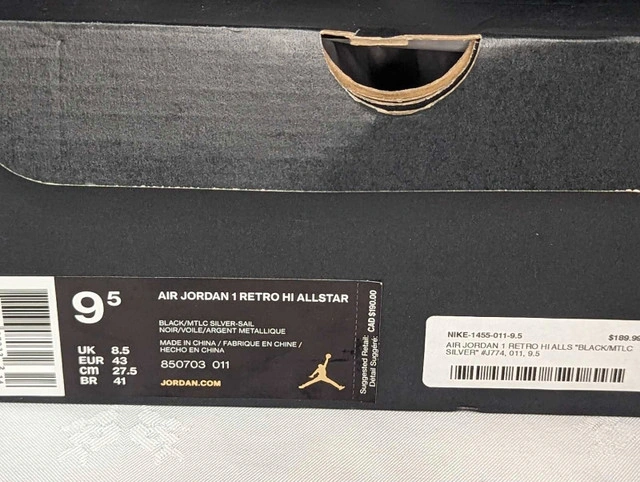 9⁵
UK 8.5
EUR 43
cm 27.5
BR 41
AIR JORDAN 1 RETRO HI ALLSTAR
BLACK/MTLC SILVER-SAIL
NOIR/VOILE/ARGENT METALLIQUE
MADE IN CHINA / FABRIQUE EN CHINE /
HECHO EN CHINA
850703 011
JORDAN.COM
Suggested Retail: CAD $190.00
Détail Suggéré:
NIKE-1455-011-9.5
$189.99
AIR JORDAN 1 RETRO HI ALLS "BLACK/MTLC
SILVER" #J774, 011, 9.5